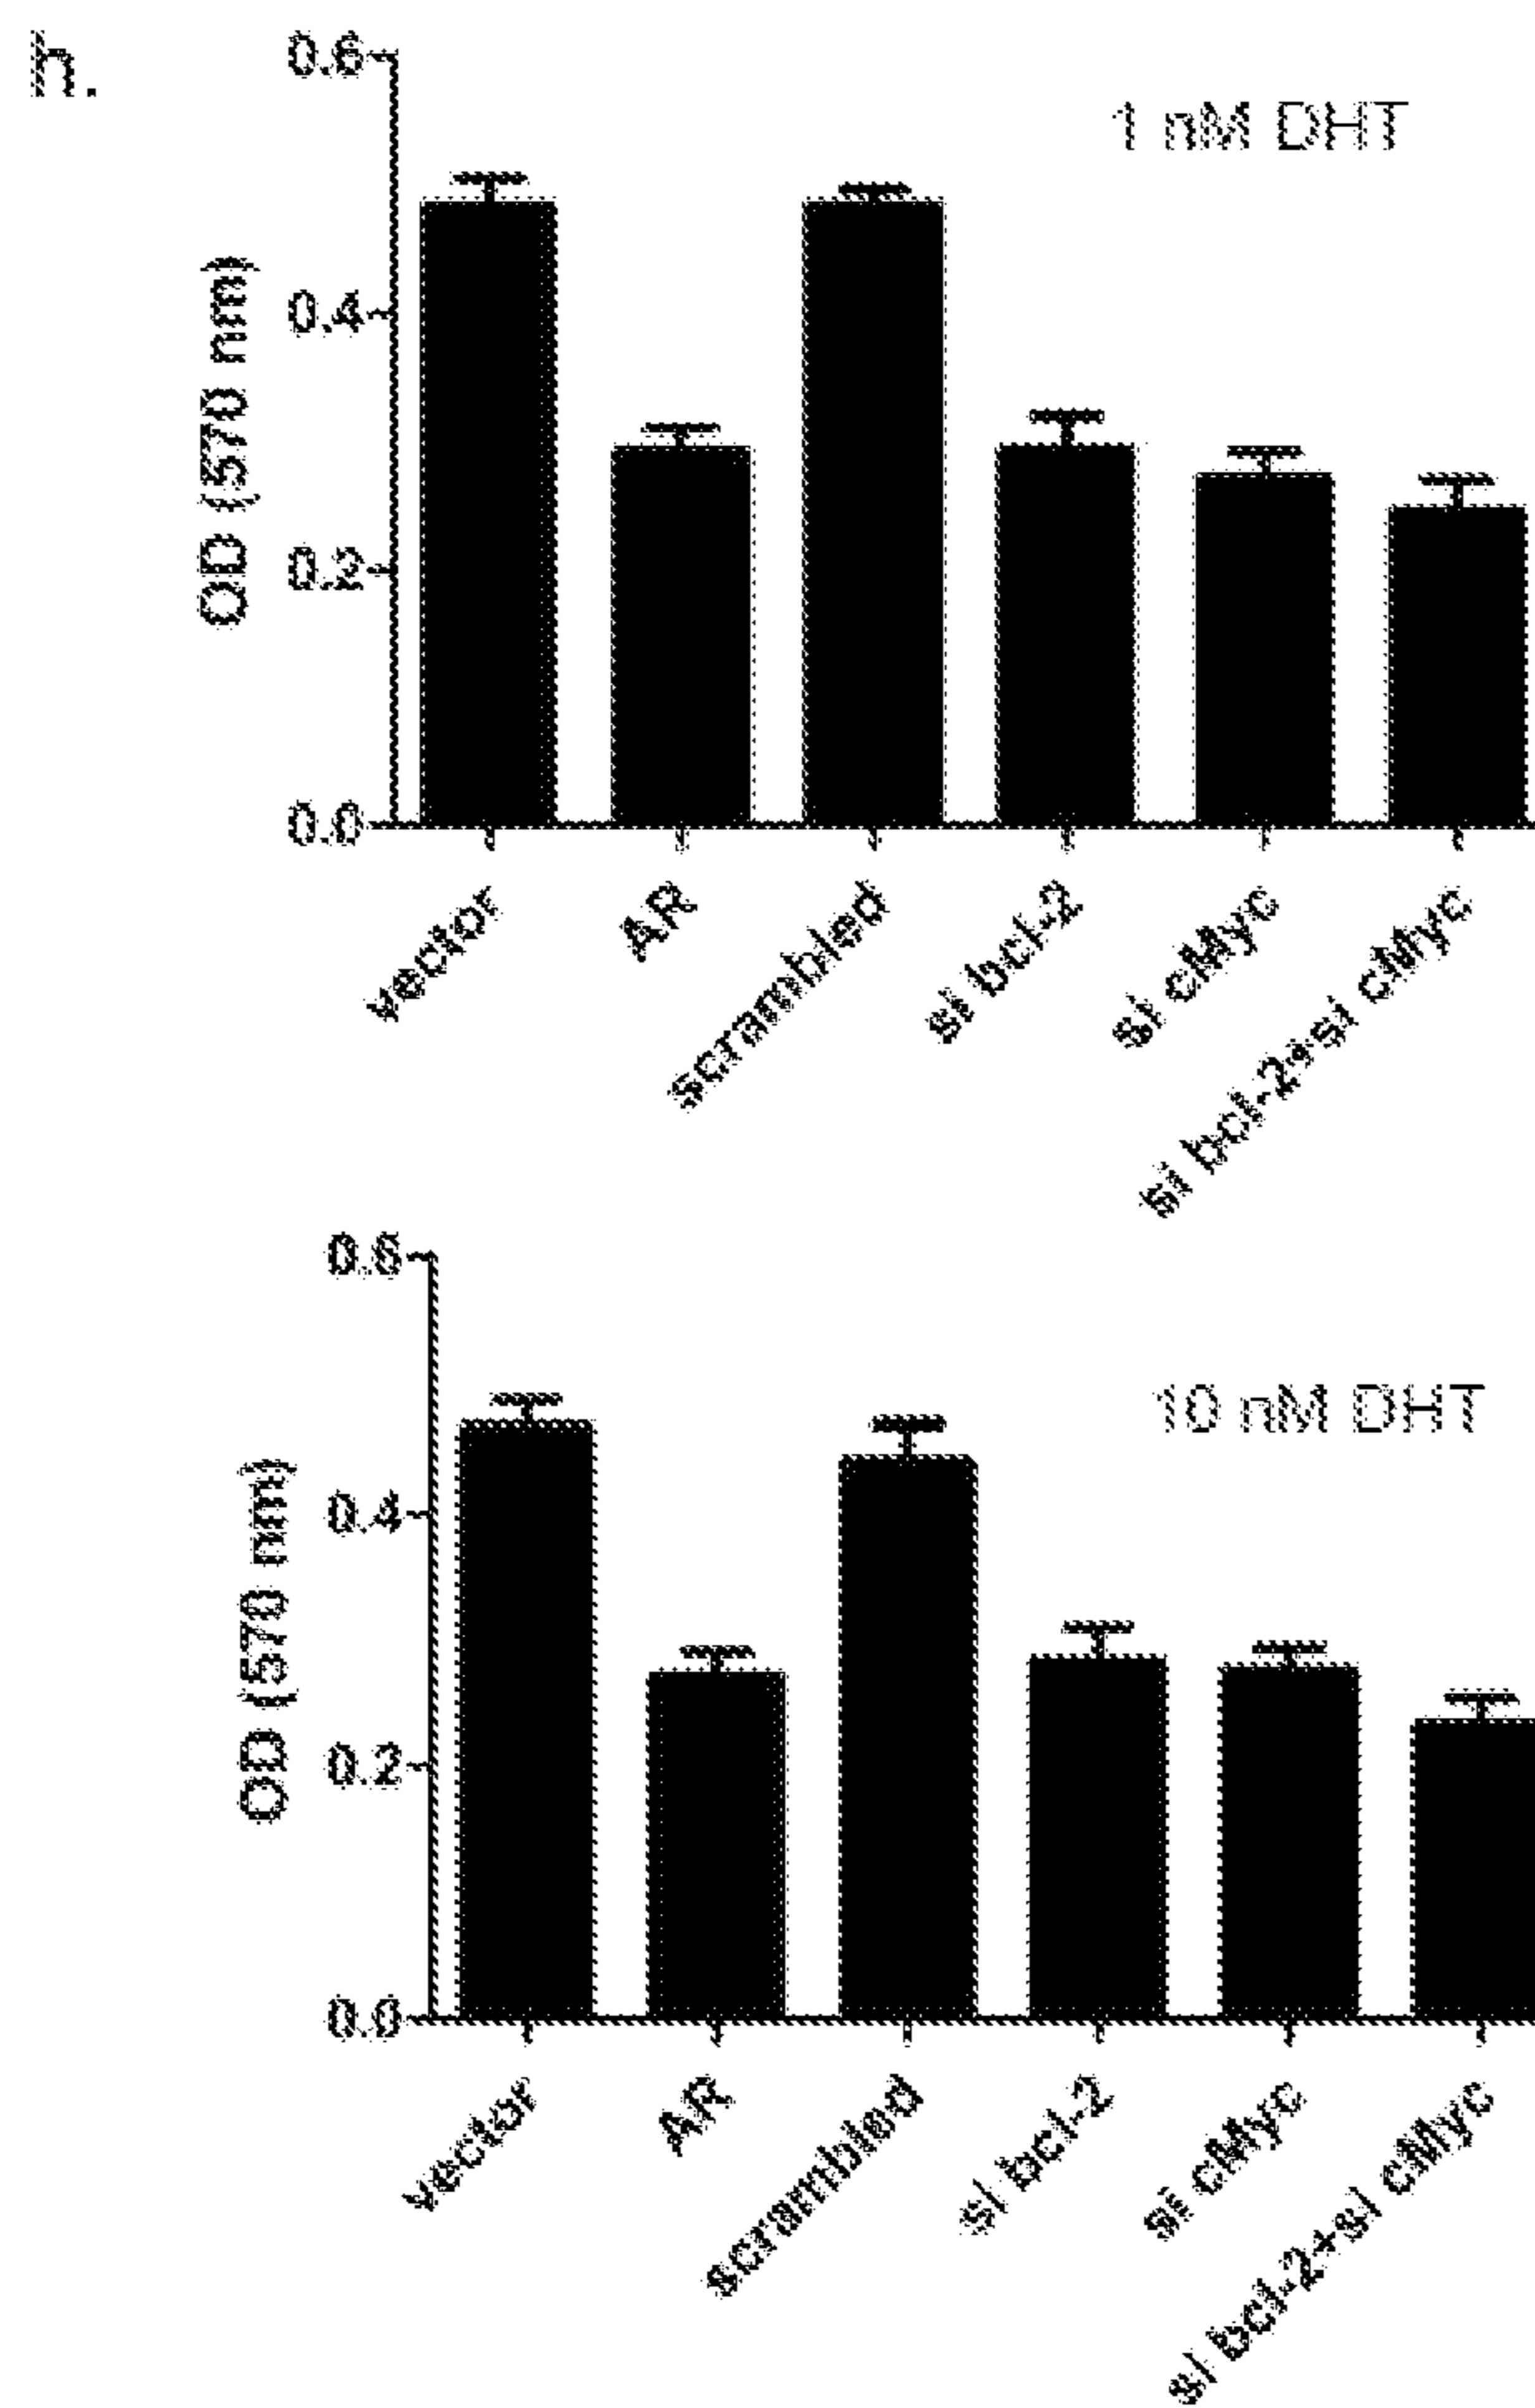 h.
1 nM DHT
OD (570 nm)
0.6
0.4
0.2
0.0
vector
AR
scrambled
si bcl-2
si cMyc
si bcl-2+si cMyc
10 nM DHT
OD (570 nm)
0.6
0.4
0.2
0.0
vector
AR
scrambled
si bcl-2
si cMyc
si bcl-2+si cMyc